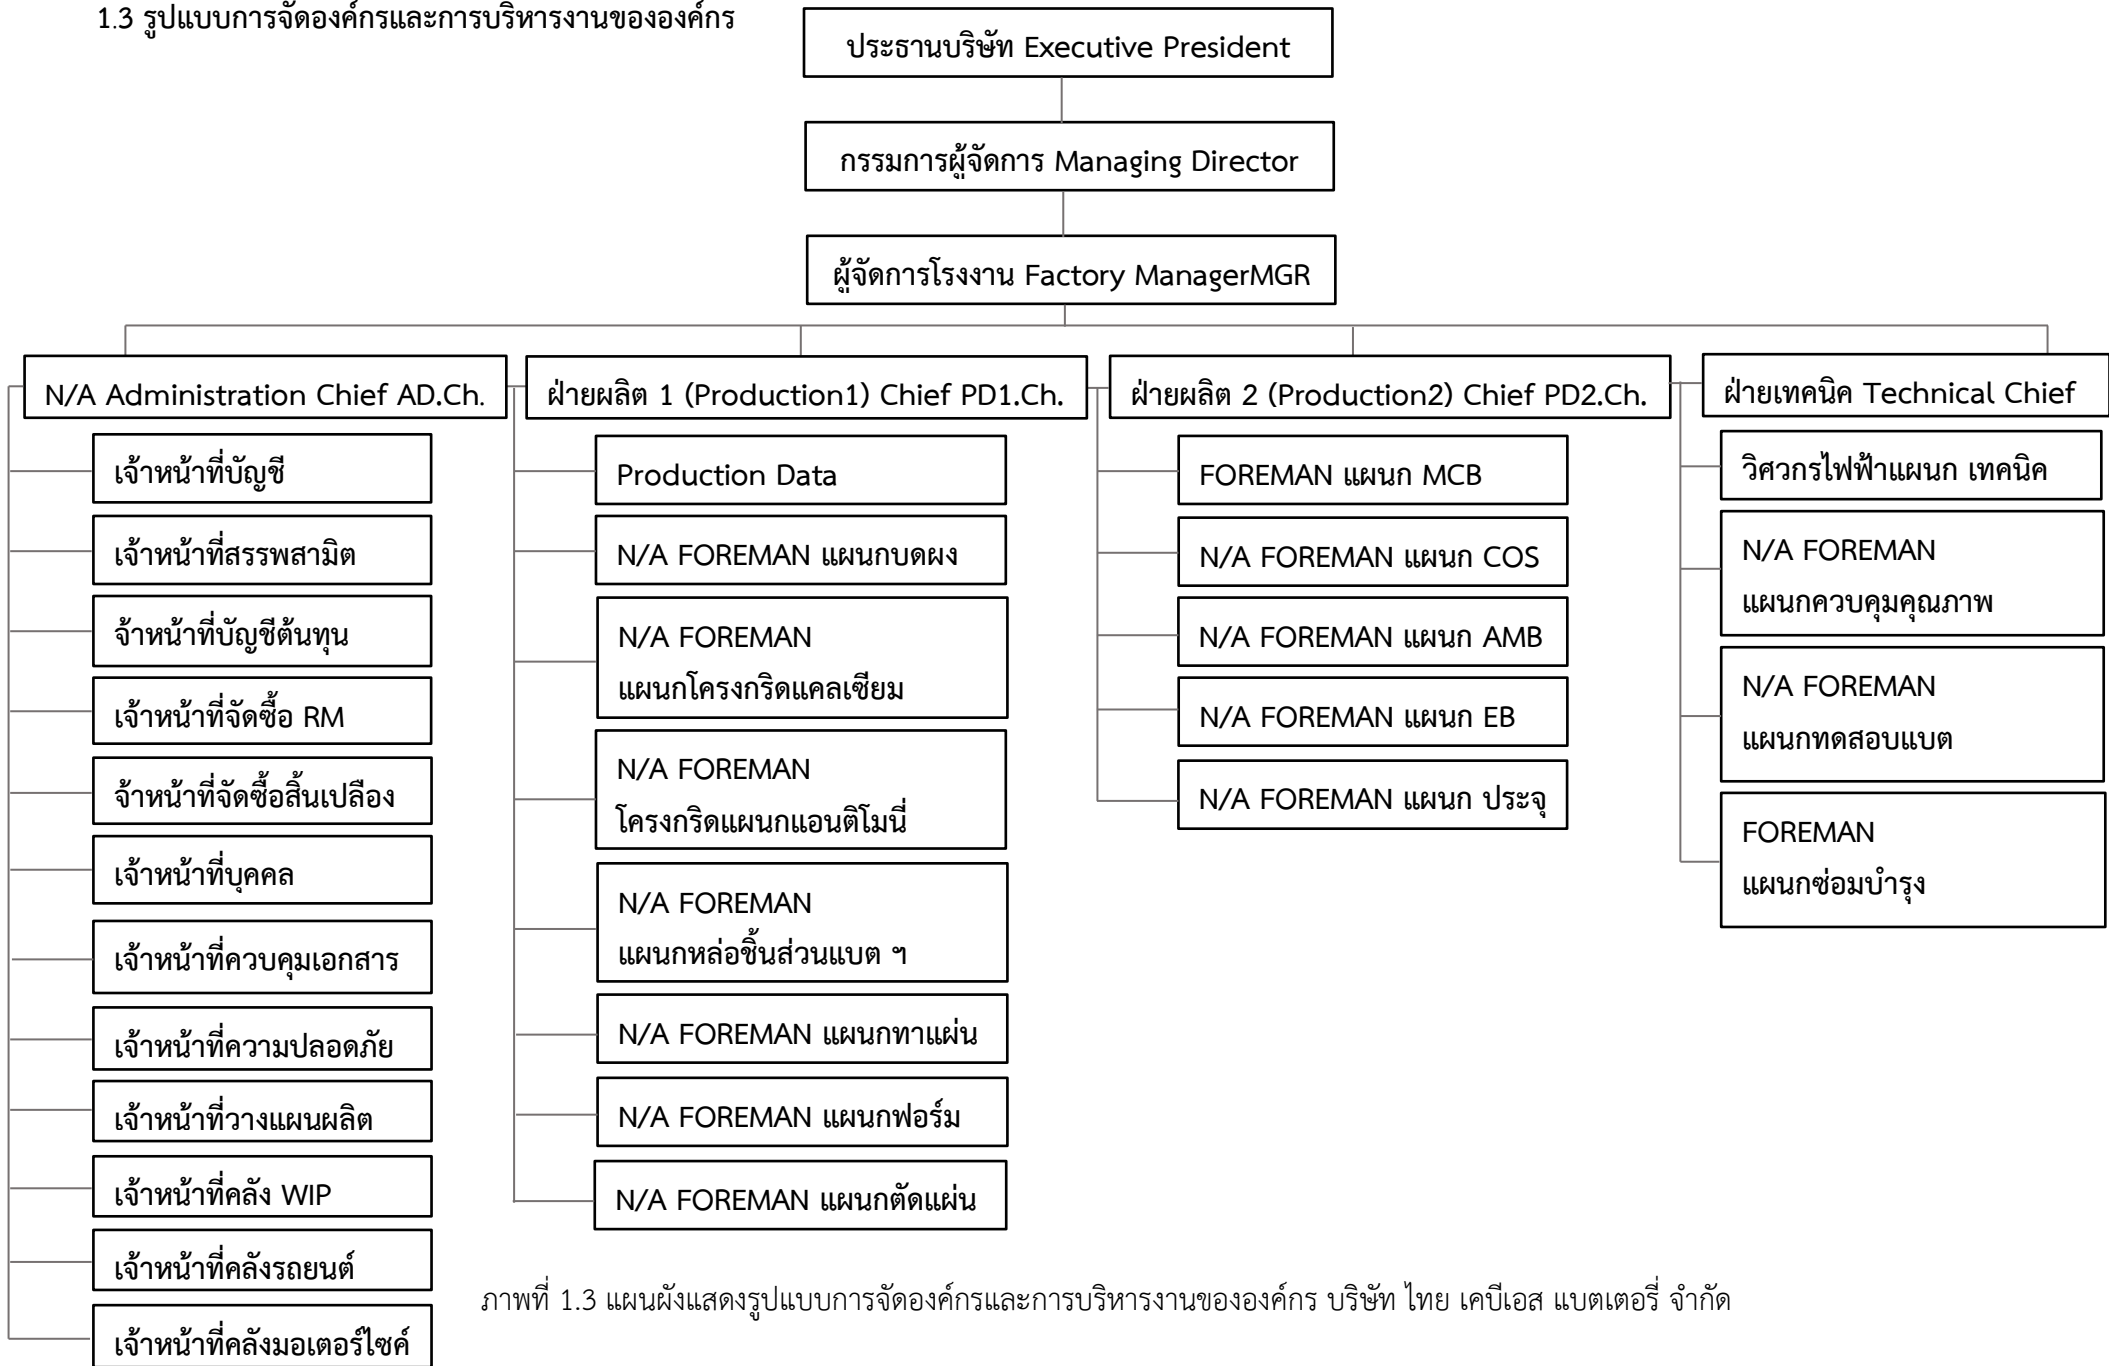 1.3 รูปแบบการจัดองค์กรและการบริหารงานขององค์กร
ประธานบริษัท Executive President
กรรมการผู้จัดการ Managing Director
ผู้จัดการโรงงาน Factory ManagerMGR
N/A Administration Chief AD.Ch.
เจ้าหน้าที่บัญชี
เจ้าหน้าที่สรรพสามิต
จ้าหน้าที่บัญชีต้นทุน
เจ้าหน้าที่จัดซื้อ RM
จ้าหน้าที่จัดซื้อสิ้นเปลือง
เจ้าหน้าที่บุคคล
เจ้าหน้าที่ควบคุมเอกสาร
เจ้าหน้าที่ความปลอดภัย
เจ้าหน้าที่วางแผนผลิต
เจ้าหน้าที่คลัง WIP
เจ้าหน้าที่คลังรถยนต์
เจ้าหน้าที่คลังมอเตอร์ไซค์
ฝ่ายผลิต 1 (Production1) Chief PD1.Ch.
Production Data
N/A FOREMAN แผนกบดผง
N/A FOREMAN
แผนกโครงกริดแคลเซียม
N/A FOREMAN
โครงกริดแผนกแอนติโมนี่
N/A FOREMAN
แผนกหล่อชิ้นส่วนแบต ฯ
N/A FOREMAN แผนกทาแผ่น
N/A FOREMAN แผนกฟอร์ม
N/A FOREMAN แผนกตัดแผ่น
ฝ่ายผลิต 2 (Production2) Chief PD2.Ch.
FOREMAN แผนก MCB
N/A FOREMAN แผนก COS
N/A FOREMAN แผนก AMB
N/A FOREMAN แผนก EB
N/A FOREMAN แผนก ประจุ
ฝ่ายเทคนิค Technical Chief
วิศวกรไฟฟ้าแผนก เทคนิค
N/A FOREMAN
แผนกควบคุมคุณภาพ
N/A FOREMAN
แผนกทดสอบแบต
FOREMAN
แผนกซ่อมบำรุง
ภาพที่ 1.3 แผนผังแสดงรูปแบบการจัดองค์กรและการบริหารงานขององค์กร บริษัท ไทย เคบีเอส แบตเตอรี่ จำกัด